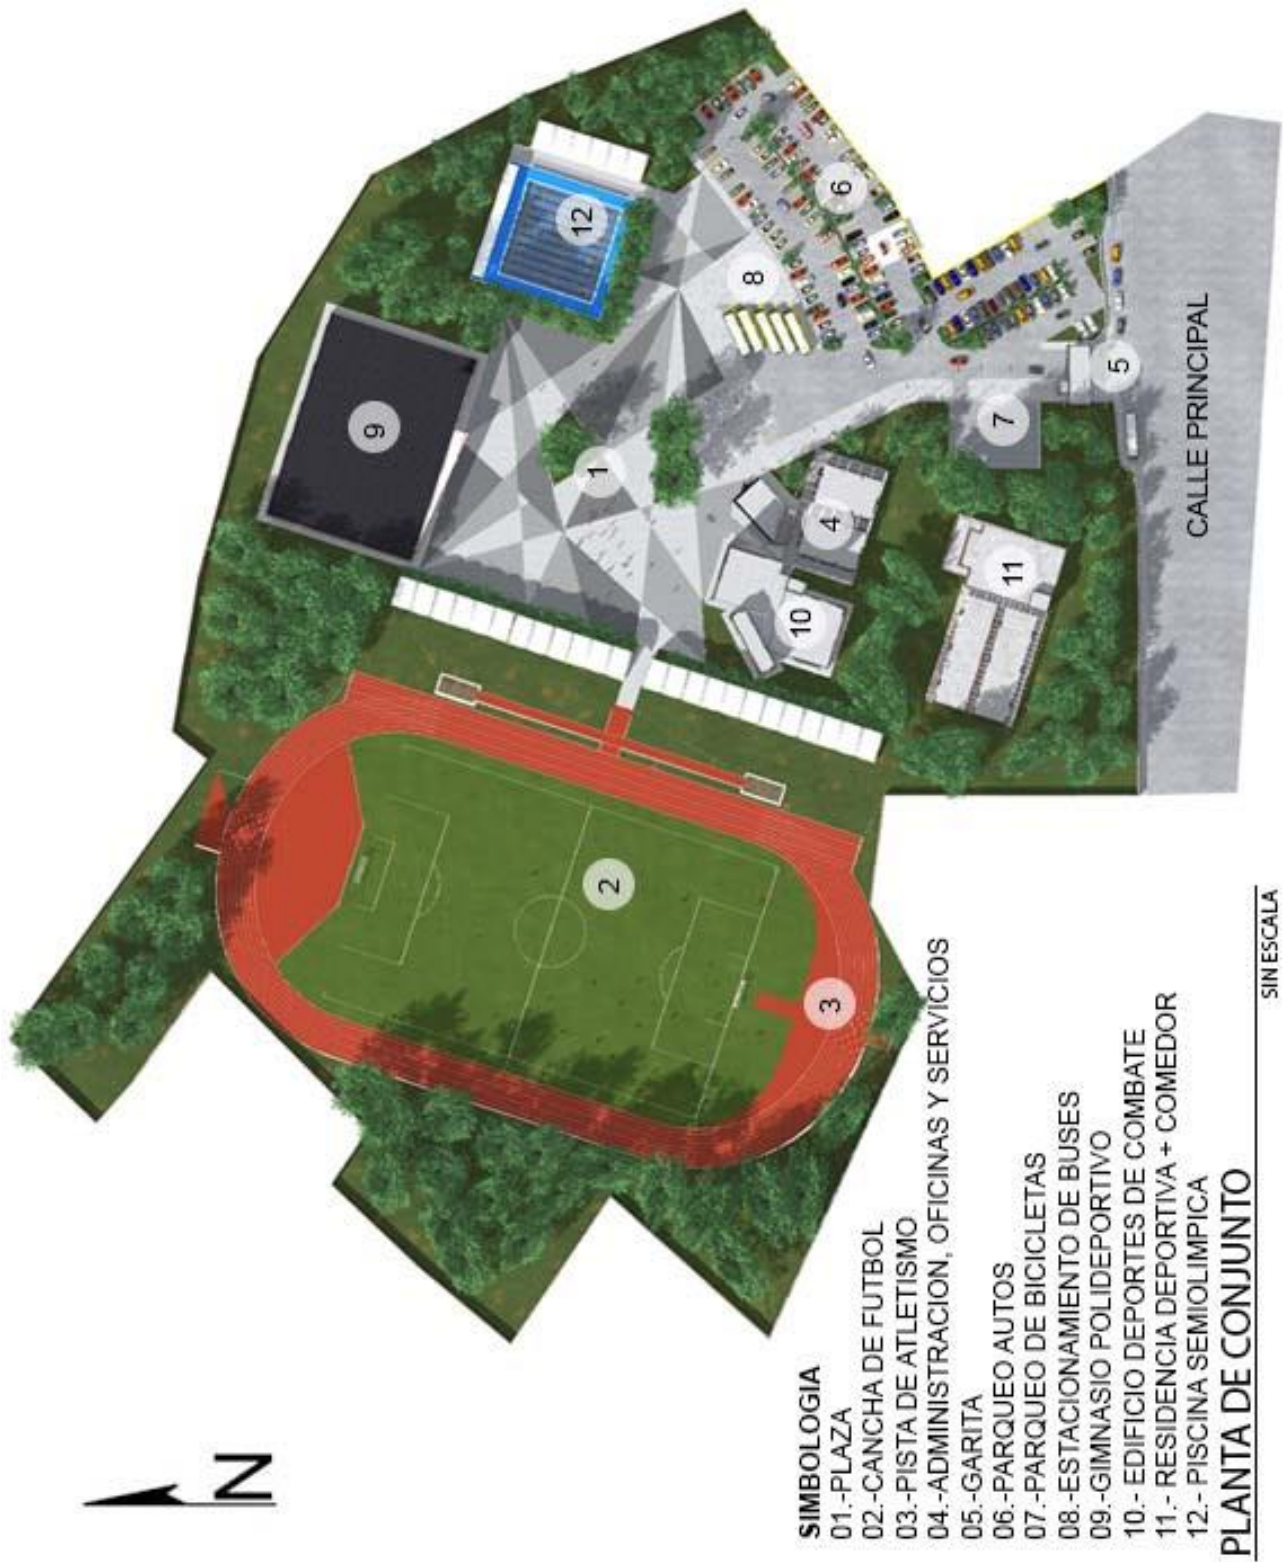 N
9
12
1
6
8
4
10
7
5
11
2
3
CALLE PRINCIPAL
SIMBOLOGIA
01.-PLAZA
02.-CANCHA DE FUTBOL
03.-PISTA DE ATLETISMO
04.-ADMINISTRACION, OFICINAS Y SERVICIOS
05.-GARITA
06.-PARQUEO AUTOS
07.-PARQUEO DE BICICLETAS
08.-ESTACIONAMIENTO DE BUSES
09.-GIMNASIO POLIDEPORTIVO
10.- EDIFICIO DEPORTES DE COMBATE
11.- RESIDENCIA DEPORTIVA + COMEDOR
12.- PISCINA SEMIOLIMPICA
PLANTA DE CONJUNTO
SIN ESCALA